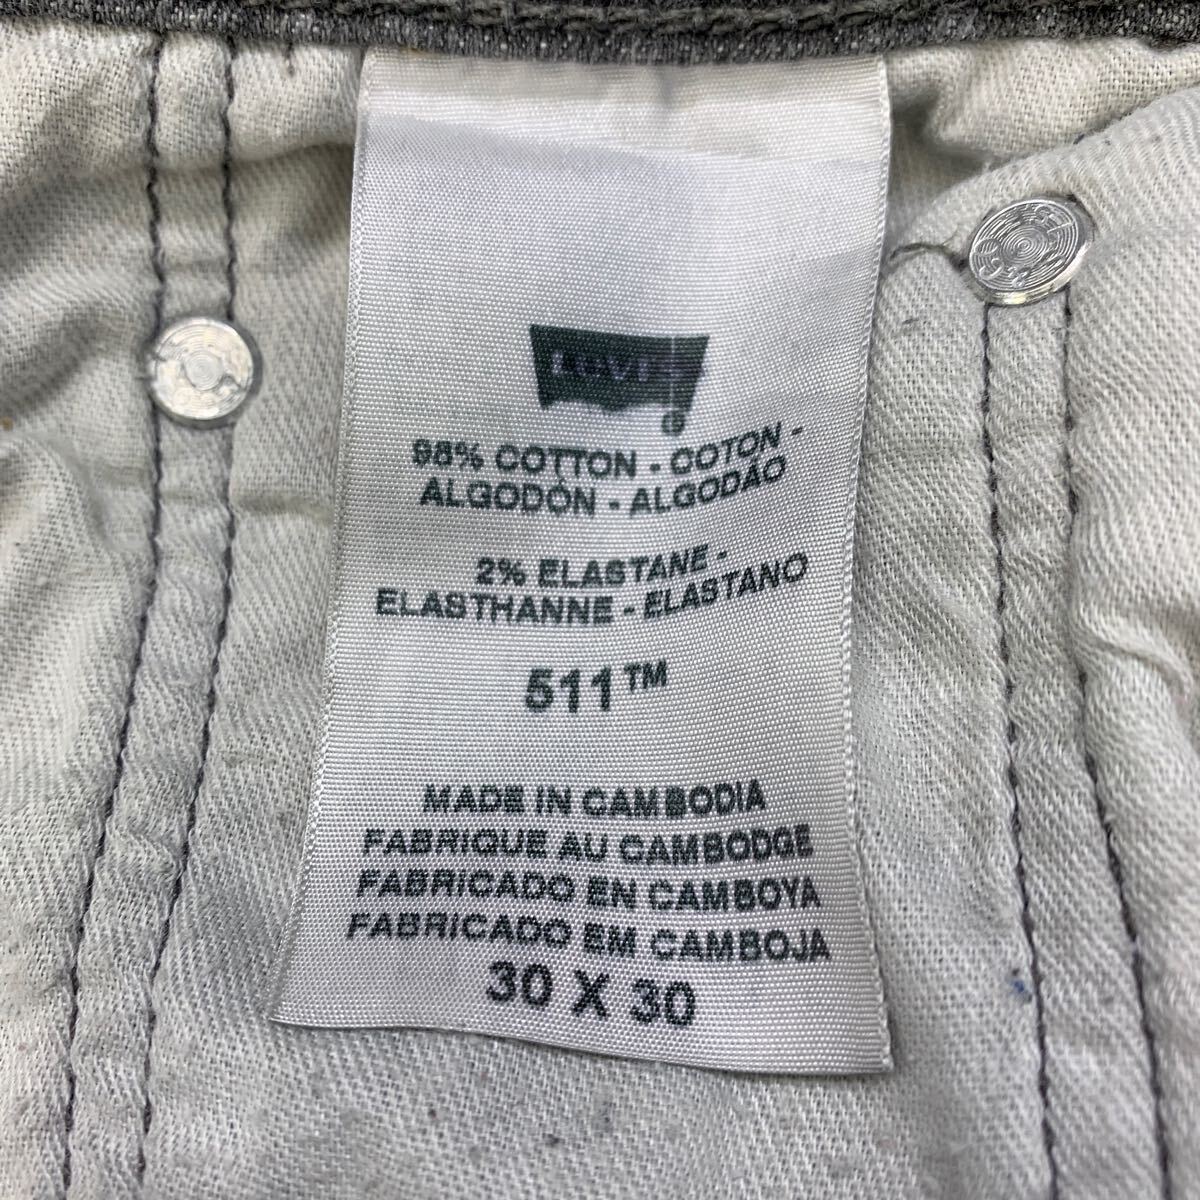 Levi's
98% COTTON - COTON -
ALGODÓN - ALGODÃO
2% ELASTANE -
ELASTHANNE - ELASTANO
511™
MADE IN CAMBODIA
FABRIQUE AU CAMBODGE
FABRICADO EN CAMBOYA
FABRICADO EM CAMBOJA
30 X 30